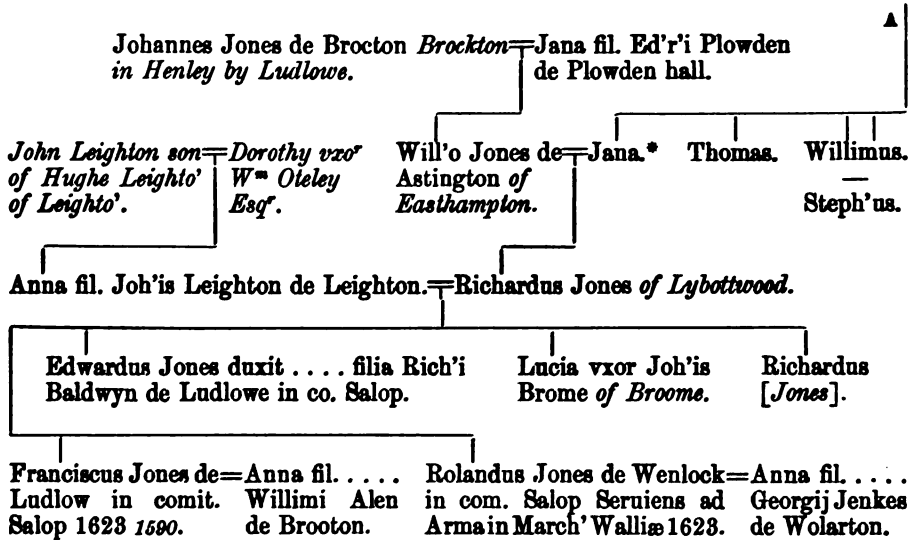 A
Johannes Jones de Brocton Brockton=Jana fil. Ed'r'i Plowden
in Henley by Ludlowe. de Plowden hall.
John Leighton son=Dorothy vxoʳ Will'o Jones de=Jana.* Thomas. Willimus.
of Hughe Leighto' Wᵐ Oteley Astington of —
of Leighto'. Esqʳ. Easthampton. Steph'us.
Anna fil. Joh'is Leighton de Leighton.=Richardus Jones of Lybottwood.
Edwardus Jones duxit . . . . filia Rich'i Lucia vxor Joh'is Richardus
Baldwyn de Ludlowe in co. Salop. Brome of Broome. [Jones].
Franciscus Jones de=Anna fil. . . . . Rolandus Jones de Wenlock=Anna fil. . . . .
Ludlow in comit. Willimi Alen in com. Salop Seruiens ad Georgij Jenkes
Salop 1623 1590. de Brooton. Arma in March' Walliæ 1623. de Wolarton.